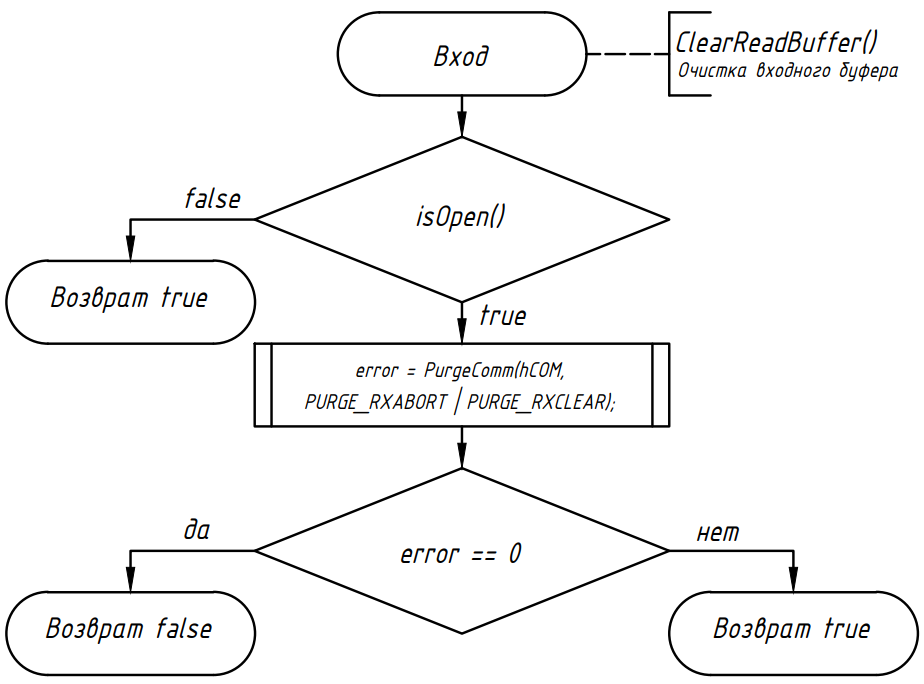 Вход
ClearReadBuffer()
Очистка входного буфера
false
isOpen()
Возврат true
true
error = PurgeComm(hCOM,
PURGE_RXABORT | PURGE_RXCLEAR);
да
error == 0
нет
Возврат false
Возврат true